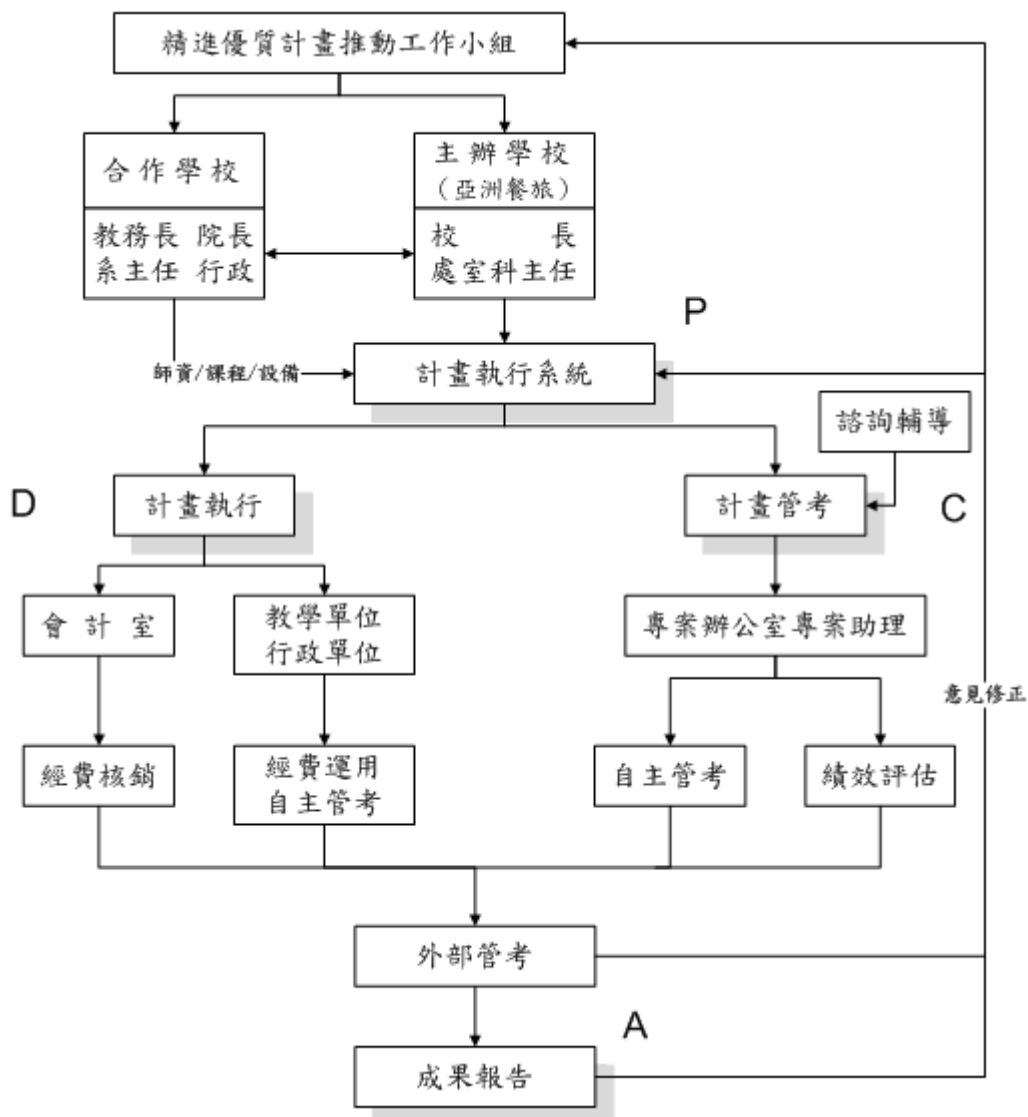 精進優質計畫推動工作小組
合作學校
教務長 院長
系主任 行政
主辦學校
（亞洲餐旅）
校 長
處室科主任
P
師資/課程/設備
計畫執行系統
諮詢輔導
D
計畫執行
計畫管考
C
會計室
教學單位
行政單位
專案辦公室專案助理
意見修正
經費核銷
經費運用
自主管考
自主管考
績效評估
外部管考
A
成果報告